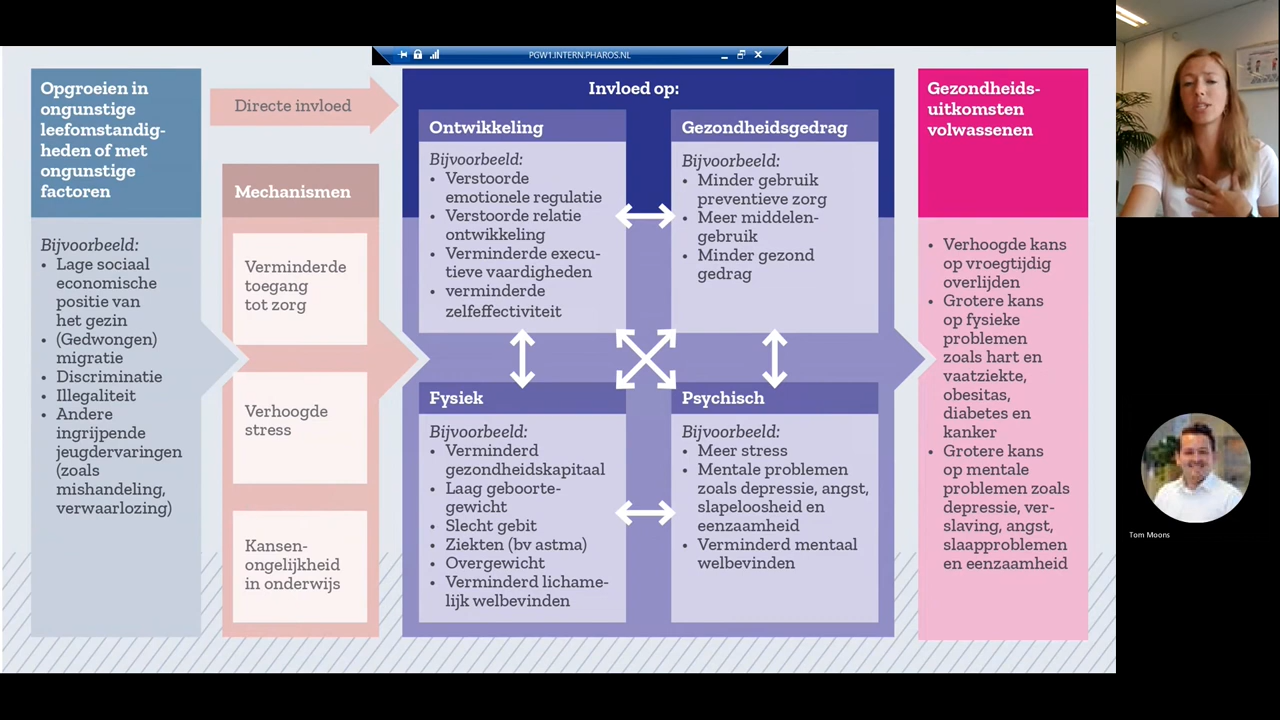 PGW1.INTERN.PHAROS.NL
Opgroeien in
ongunstige
leefomstandig-
heden of met
ongunstige
factoren
Bijvoorbeeld:
• Lage sociaal
economische
positie van
het gezin
• (Gedwongen)
migratie
• Discriminatie
• Illegaliteit
• Andere
ingrijpende
jeugdervaringen
(zoals
mishandeling,
verwaarlozing)
Directe invloed
Mechanismen
Verminderde
toegang
tot zorg
Verhoogde
stress
Kansen-
ongelijkheid
in onderwijs
Invloed op:
Ontwikkeling
Bijvoorbeeld:
• Verstoorde
emotionele regulatie
• Verstoorde relatie
ontwikkeling
• Verminderde execu-
tieve vaardigheden
• verminderde
zelfeffectiviteit
Gezondheidsgedrag
Bijvoorbeeld:
• Minder gebruik
preventieve zorg
• Meer middelen-
gebruik
• Minder gezond
gedrag
Fysiek
Bijvoorbeeld:
• Verminderd
gezondheidskapitaal
• Laag geboorte-
gewicht
• Slecht gebit
• Ziekten (bv astma)
• Overgewicht
• Verminderd lichame-
lijk welbevinden
Psychisch
Bijvoorbeeld:
• Meer stress
• Mentale problemen
zoals depressie, angst,
slapeloosheid en
eenzaamheid
• Verminderd mentaal
welbevinden
Gezondheids-
uitkomsten
volwassenen
• Verhoogde kans
op vroegtijdig
overlijden
• Grotere kans
op fysieke
problemen
zoals hart en
vaatziekte,
obesitas,
diabetes en
kanker
• Grotere kans
op mentale
problemen zoals
depressie, ver-
slaving, angst,
slaapproblemen
en eenzaamheid
Tom Moons